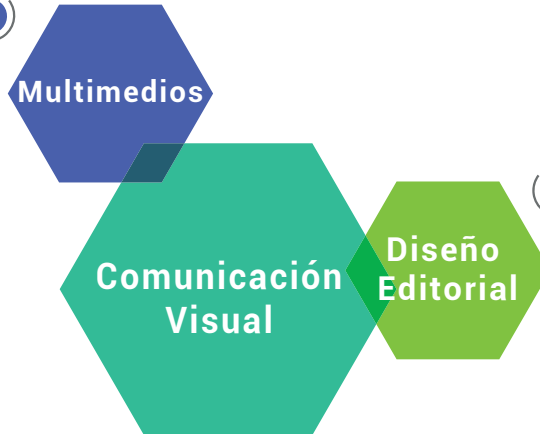 Multimedios
Comunicación
Visual
Diseño
Editorial